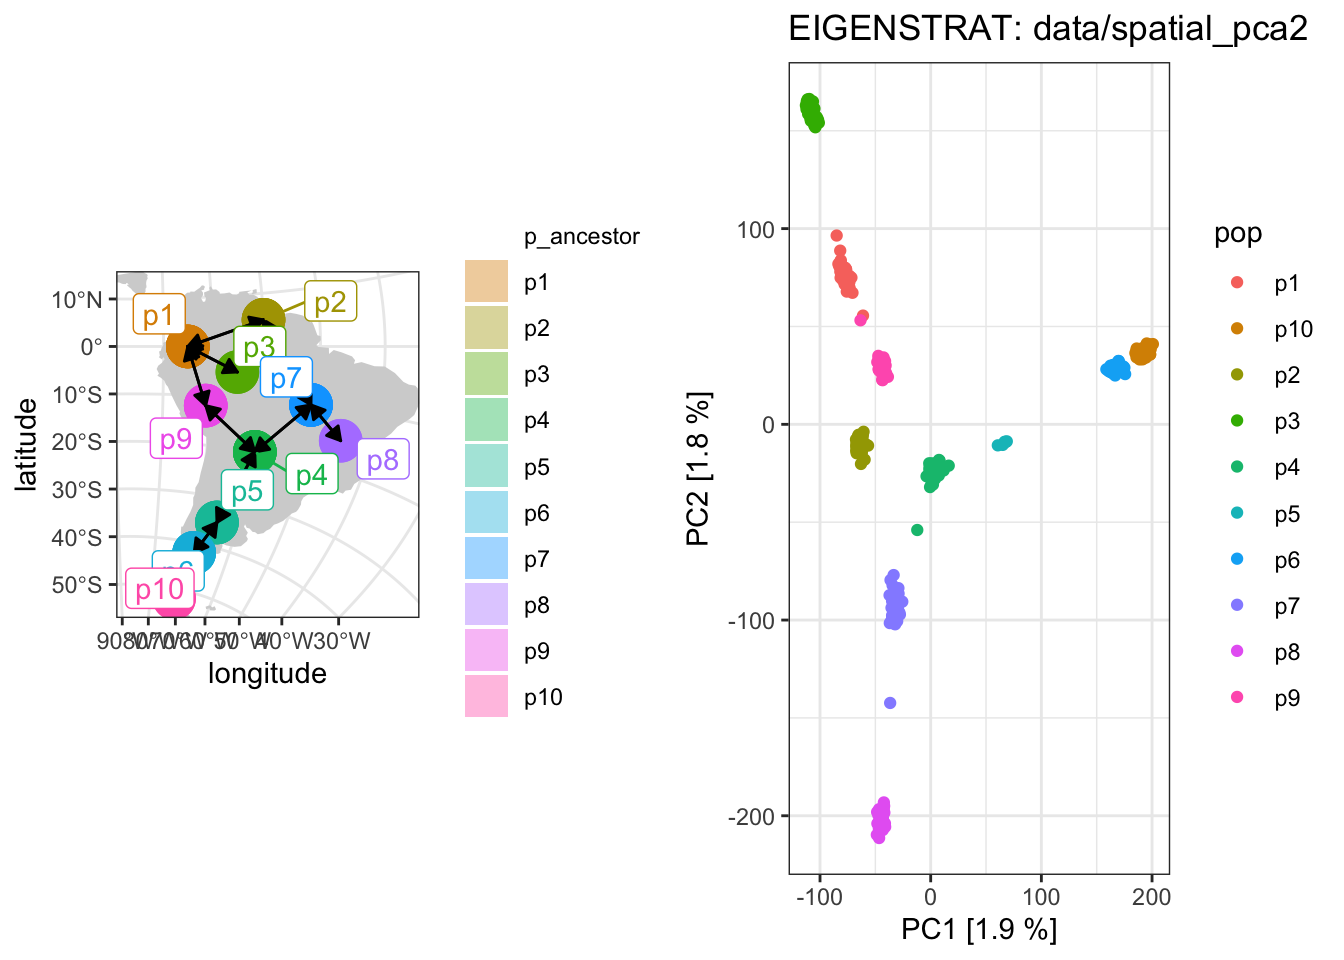 EIGENSTRAT: data/spatial_pca2
p_ancestor
p1
p2
p3
p4
p5
p6
p7
p8
p9
p10
10°N
0°
10°S
20°S
30°S
40°S
50°S
p1
p2
p3
p7
p9
p8
p4
p5
p10
40°W
30°W
longitude
latitude
100
0
-100
-200
PC2 [1.8 %]
-100
0
100
200
PC1 [1.9 %]
pop
p1
p10
p2
p3
p4
p5
p6
p7
p8
p9